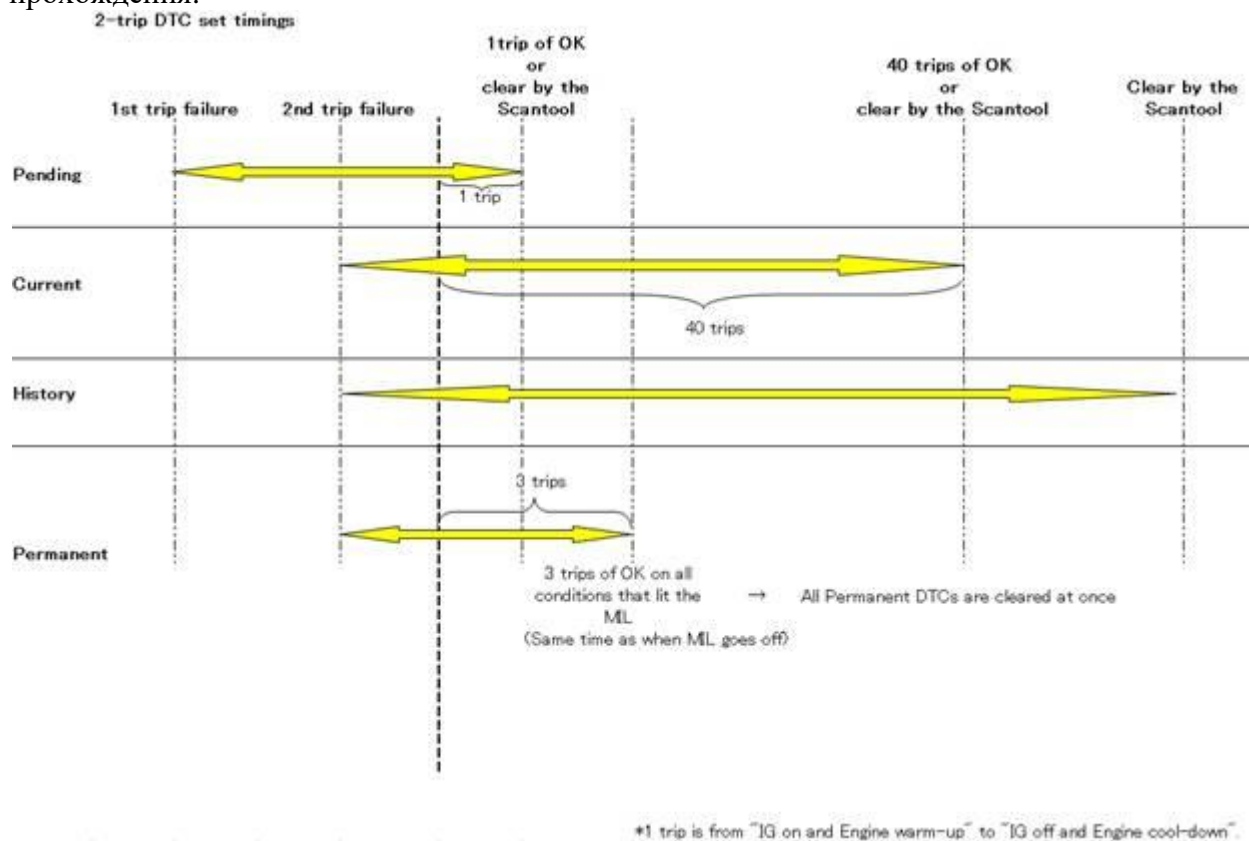 прохождения.
2-trip DTC set timings
1trip of OK
or
clear by the
Scantool
40 trips of OK
or
clear by the Scantool
Clear by the
Scantool
1st trip failure
2nd trip failure
Pending
1 trip
Current
40 trips
History
3 trips
Permanent
3 trips of OK on all
conditions that lit the
MIL
(Same time as when MIL goes off)
→ All Permanent DTCs are cleared at once
*1 trip is from "IG on and Engine warm-up" to "IG off and Engine cool-down".